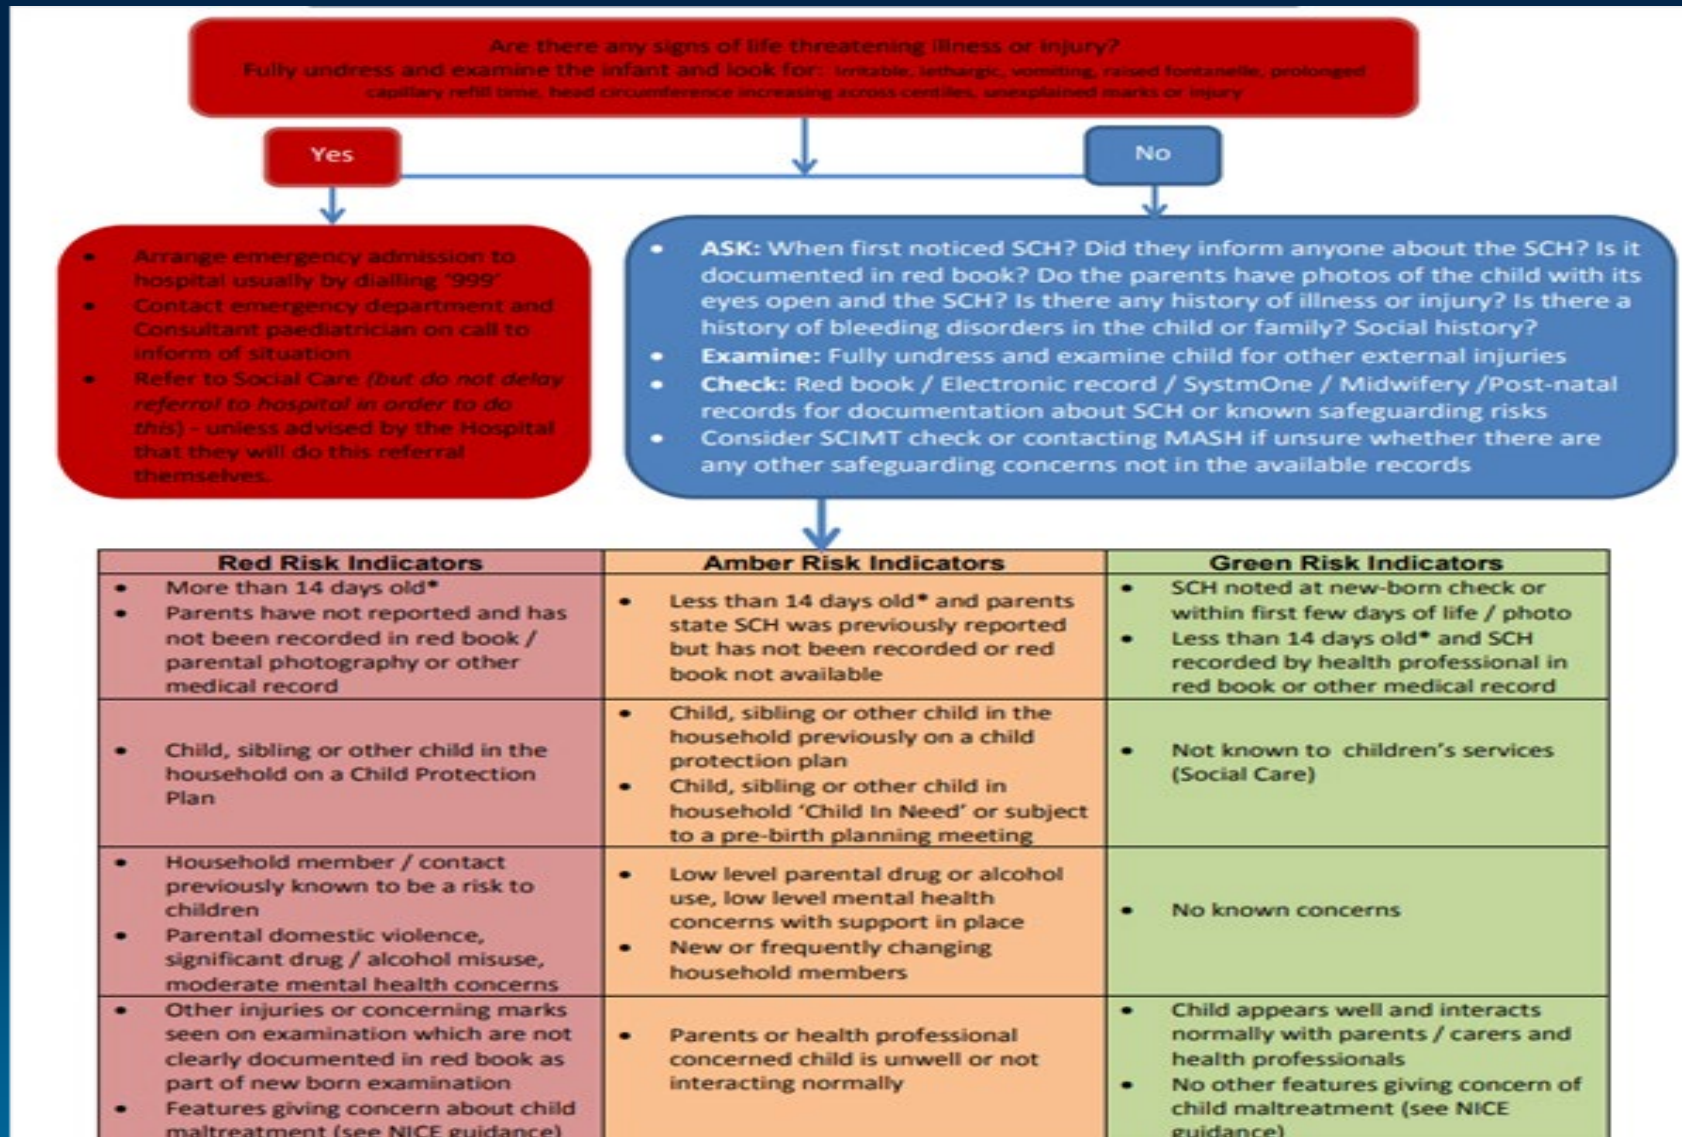 Are there any signs of life threatening illness or injury?
Fully undress and examine the infant and look for: Irritable, lethargic, vomiting, raised fontanelle, prolonged
capillary refill time, head circumference increasing across centiles, unexplained marks or injury
Yes
No
• Arrange emergency admission to
hospital usually by dialling '999'
• Contact emergency department and
Consultant paediatrician on call to
inform of situation
• Refer to Social Care (but do not delay
referral to hospital in order to do
this) - unless advised by the Hospital
that they will do this referral
themselves.
• ASK: When first noticed SCH? Did they inform anyone about the SCH? Is it
documented in red book? Do the parents have photos of the child with its
eyes open and the SCH? Is there any history of illness or injury? Is there a
history of bleeding disorders in the child or family? Social history?
• Examine: Fully undress and examine child for other external injuries
• Check: Red book / Electronic record / SystmOne / Midwifery /Post-natal
records for documentation about SCH or known safeguarding risks
• Consider SCIMT check or contacting MASH if unsure whether there are
any other safeguarding concerns not in the available records
Red Risk Indicators
Amber Risk Indicators
Green Risk Indicators
• More than 14 days old*
• Parents have not reported and has
not been recorded in red book /
parental photography or other
medical record
• Less than 14 days old* and parents
state SCH was previously reported
but has not been recorded or red
book not available
• SCH noted at new-born check or
within first few days of life / photo
• Less than 14 days old* and SCH
recorded by health professional in
red book or other medical record
• Child, sibling or other child in the
household on a Child Protection
Plan
• Child, sibling or other child in the
household previously on a child
protection plan
• Child, sibling or other child in
household 'Child In Need' or subject
to a pre-birth planning meeting
• Not known to children's services
(Social Care)
• Household member / contact
previously known to be a risk to
children
• Parental domestic violence,
significant drug / alcohol misuse,
moderate mental health concerns
• Low level parental drug or alcohol
use, low level mental health
concerns with support in place
• New or frequently changing
household members
• No known concerns
• Other injuries or concerning marks
seen on examination which are not
clearly documented in red book as
part of new born examination
• Features giving concern about child
maltreatment (see NICE guidance)
• Parents or health professional
concerned child is unwell or not
interacting normally
• Child appears well and interacts
normally with parents / carers and
health professionals
• No other features giving concern of
child maltreatment (see NICE
guidance)